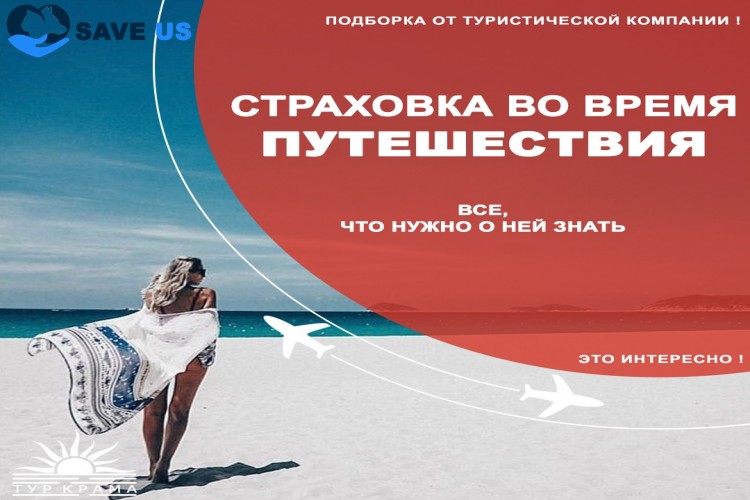 SAVE US
ПОДБОРКА ОТ ТУРИСТИЧЕСКОЙ КОМПАНИИ !
СТРАХОВКА ВО ВРЕМЯ
ПУТЕШЕСТВИЯ
ВСЕ,
ЧТО НУЖНО О НЕЙ ЗНАТЬ
ЭТО ИНТЕРЕСНО !
ТУР КРАМА